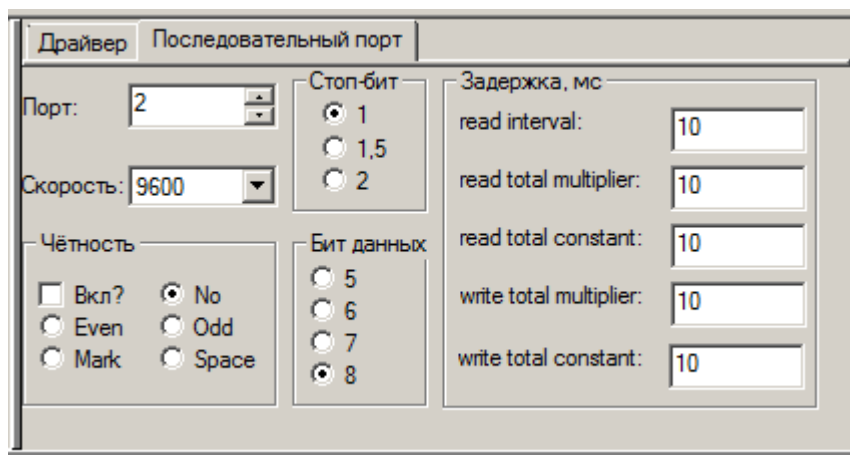 Драйвер Последовательный порт
Порт: 2
Скорость: 9600
Чётность
Вкл? No
Even Odd
Mark Space
Стоп-бит
1
1,5
2
Бит данных
5
6
7
8
Задержка, мс
read interval: 10
read total multiplier: 10
read total constant: 10
write total multiplier: 10
write total constant: 10